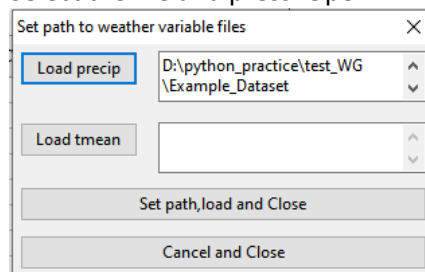 Set path to weather variable files
Load precip
D:\python_practice\test_WG
\Example_Dataset
Load tmean
Set path,load and Close
Cancel and Close